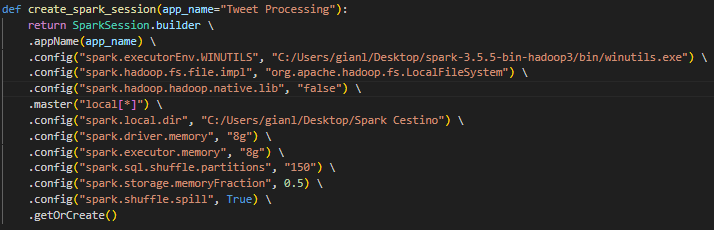 def create_spark_session(app_name="Tweet Processing"):
    return SparkSession.builder \
    .appName(app_name) \
    .config("spark.executorEnv.WINUTILS", "C:/Users/gianl/Desktop/spark-3.5.5-bin-hadoop3/bin/winutils.exe") \
    .config("spark.hadoop.fs.file.impl", "org.apache.hadoop.fs.LocalFileSystem") \
    .config("spark.hadoop.hadoop.native.lib", "false") \
    .master("local[*]") \
    .config("spark.local.dir", "C:/Users/gianl/Desktop/Spark Cestino") \
    .config("spark.driver.memory", "8g") \
    .config("spark.executor.memory", "8g") \
    .config("spark.sql.shuffle.partitions", "150") \
    .config("spark.storage.memoryFraction", 0.5) \
    .config("spark.shuffle.spill", True) \
    .getOrCreate()